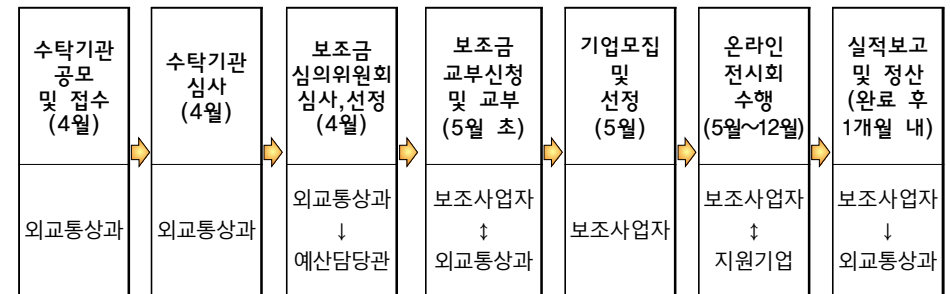 수탁기관
공모
및 접수
(4월)
외교통상과
수탁기관
심사
(4월)
외교통상과
보조금
심의위원회
심사,선정
(4월)
외교통상과
↓
예산담당관
보조금
교부신청
및 교부
(5월 초)
보조사업자
↕
외교통상과
기업모집
및
선정
(5월)
보조사업자
온라인
전시회
수행
(5월~12월)
보조사업자
↕
지원기업
실적보고
및 정산
(완료 후
1개월 내)
보조사업자
↓
외교통상과